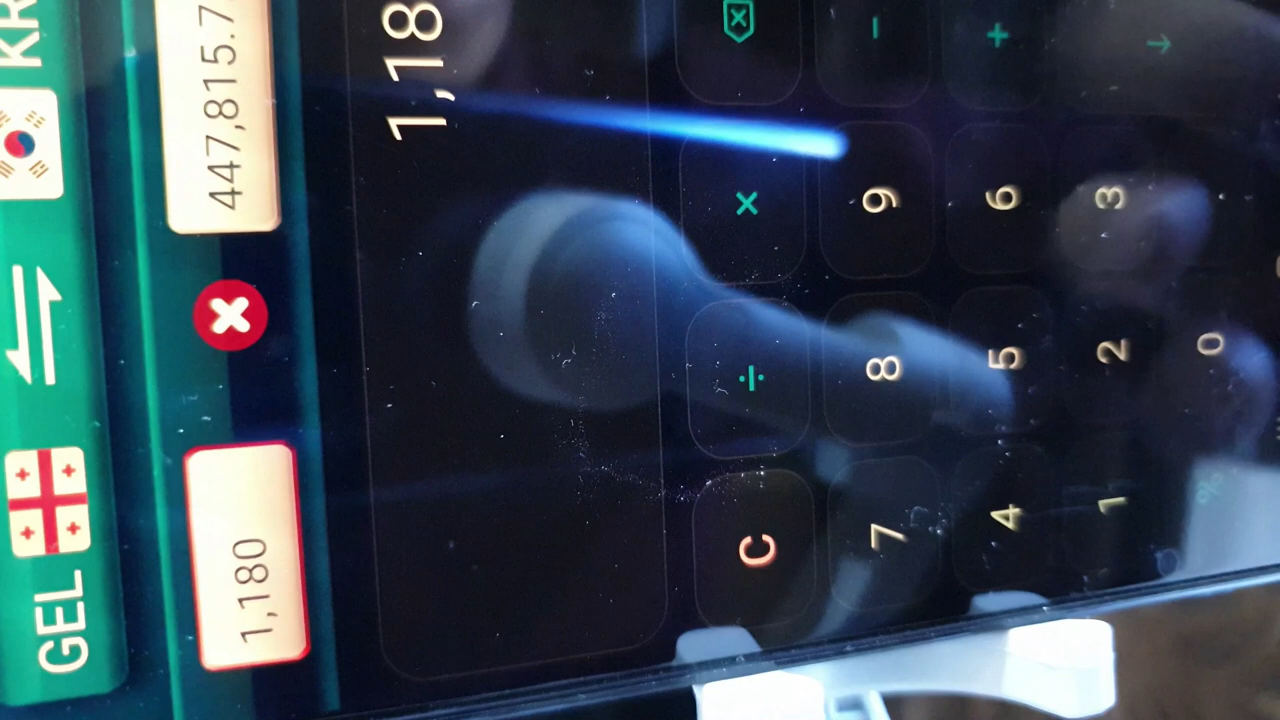 GEL KR
1,180 447,815.7
1,18
C ÷ ×
7 8 9 −
4 5 6 +
1 2 3
% 0 .